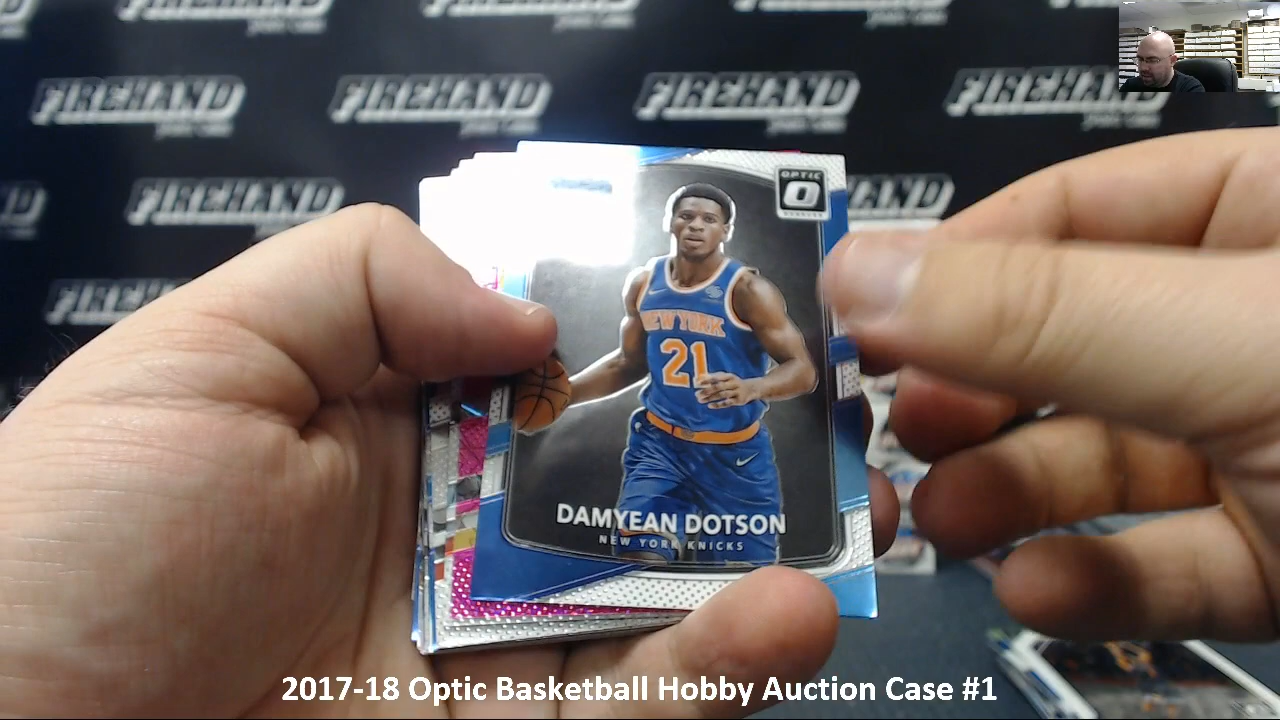 FIREHAND
FIREHAND
FIREHAND
FIREHAND
FIREHAND
FIREHAND
OPTIC
NEW YORK
21
DAMYEAN DOTSON
NEW YORK KNICKS
2017-18 Optic Basketball Hobby Auction Case #1